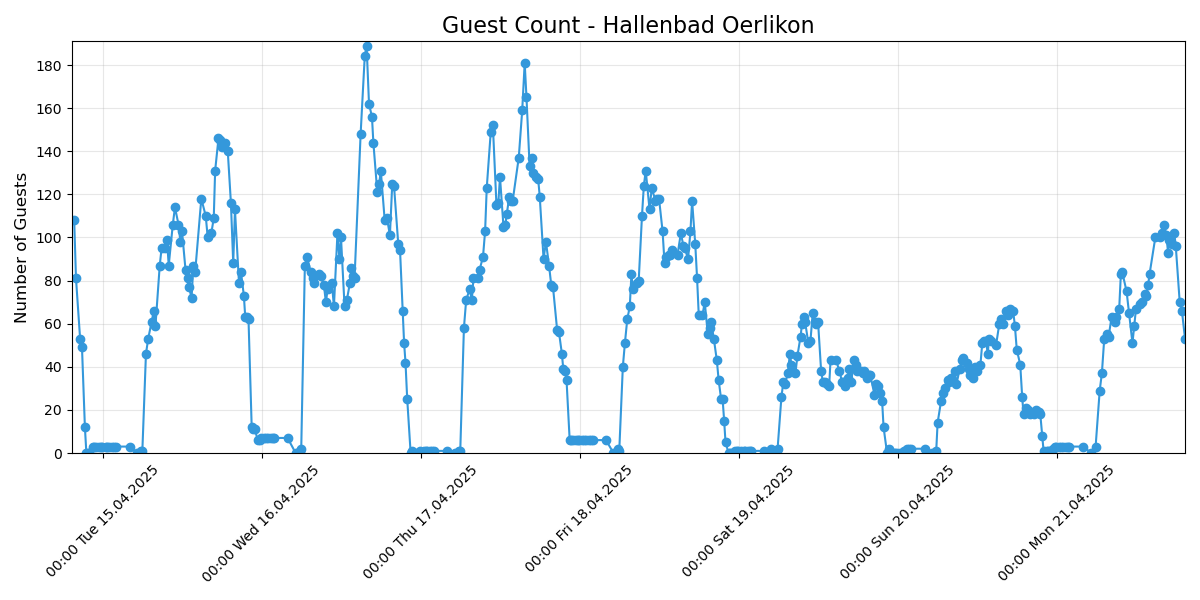 Guest Count - Hallenbad Oerlikon
Number of Guests
180
160
140
120
100
80
60
40
20
0
00:00 Tue 15.04.2025
00:00 Wed 16.04.2025
00:00 Thu 17.04.2025
00:00 Fri 18.04.2025
00:00 Sat 19.04.2025
00:00 Sun 20.04.2025
00:00 Mon 21.04.2025